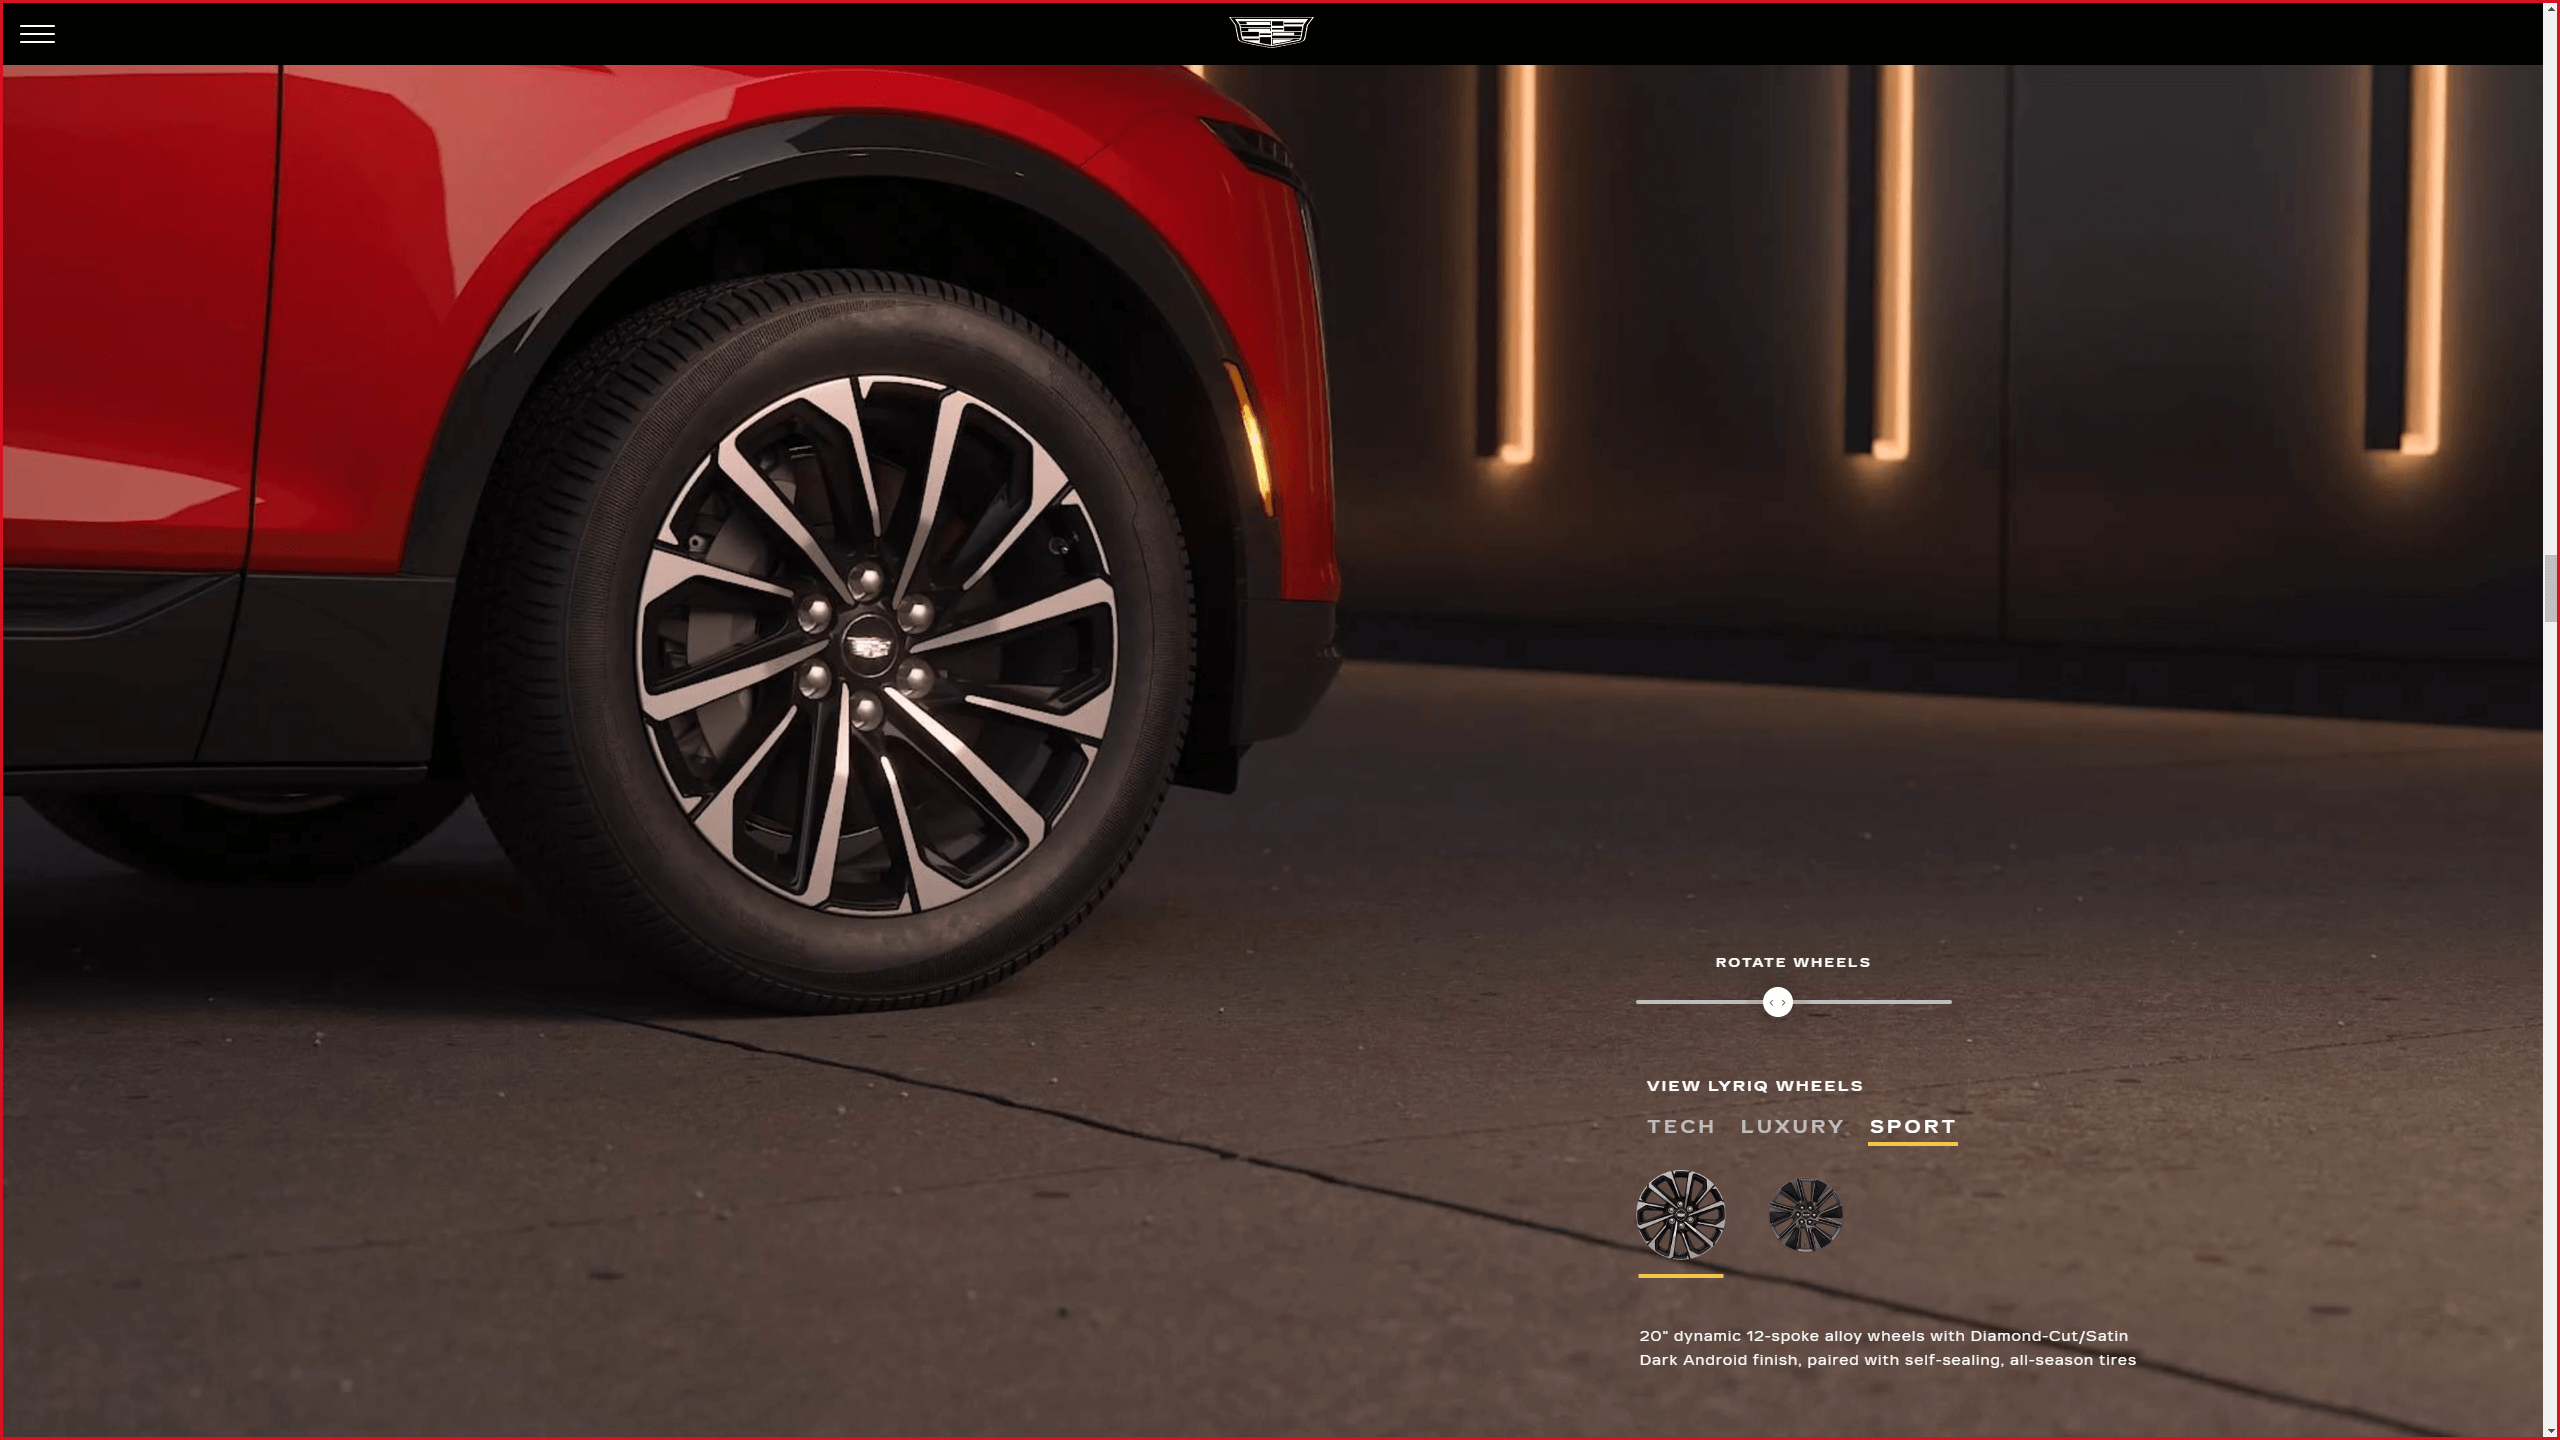 ROTATE WHEELS
VIEW LYRIQ WHEELS
TECH LUXURY SPORT
20" dynamic 12-spoke alloy wheels with Diamond-Cut/Satin
Dark Android finish, paired with self-sealing, all-season tires